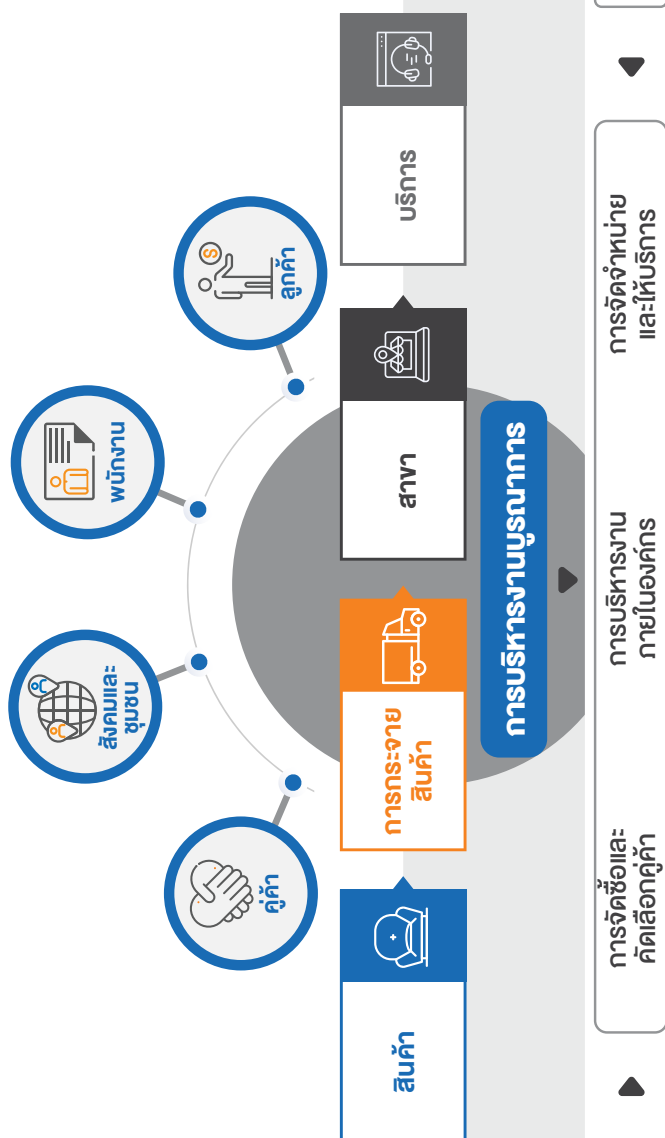 คู่ค้า
สังคมและ
ชุมชน
พนักงาน
ลูกค้า
สินค้า
การกระจาย
สินค้า
สาขา
บริการ
การบริหารงานบูรณาการ
การจัดซื้อและ
คัดเลือกคู่ค้า
การบริหารงาน
ภายในองค์กร
การจัดจำหน่าย
และให้บริการ